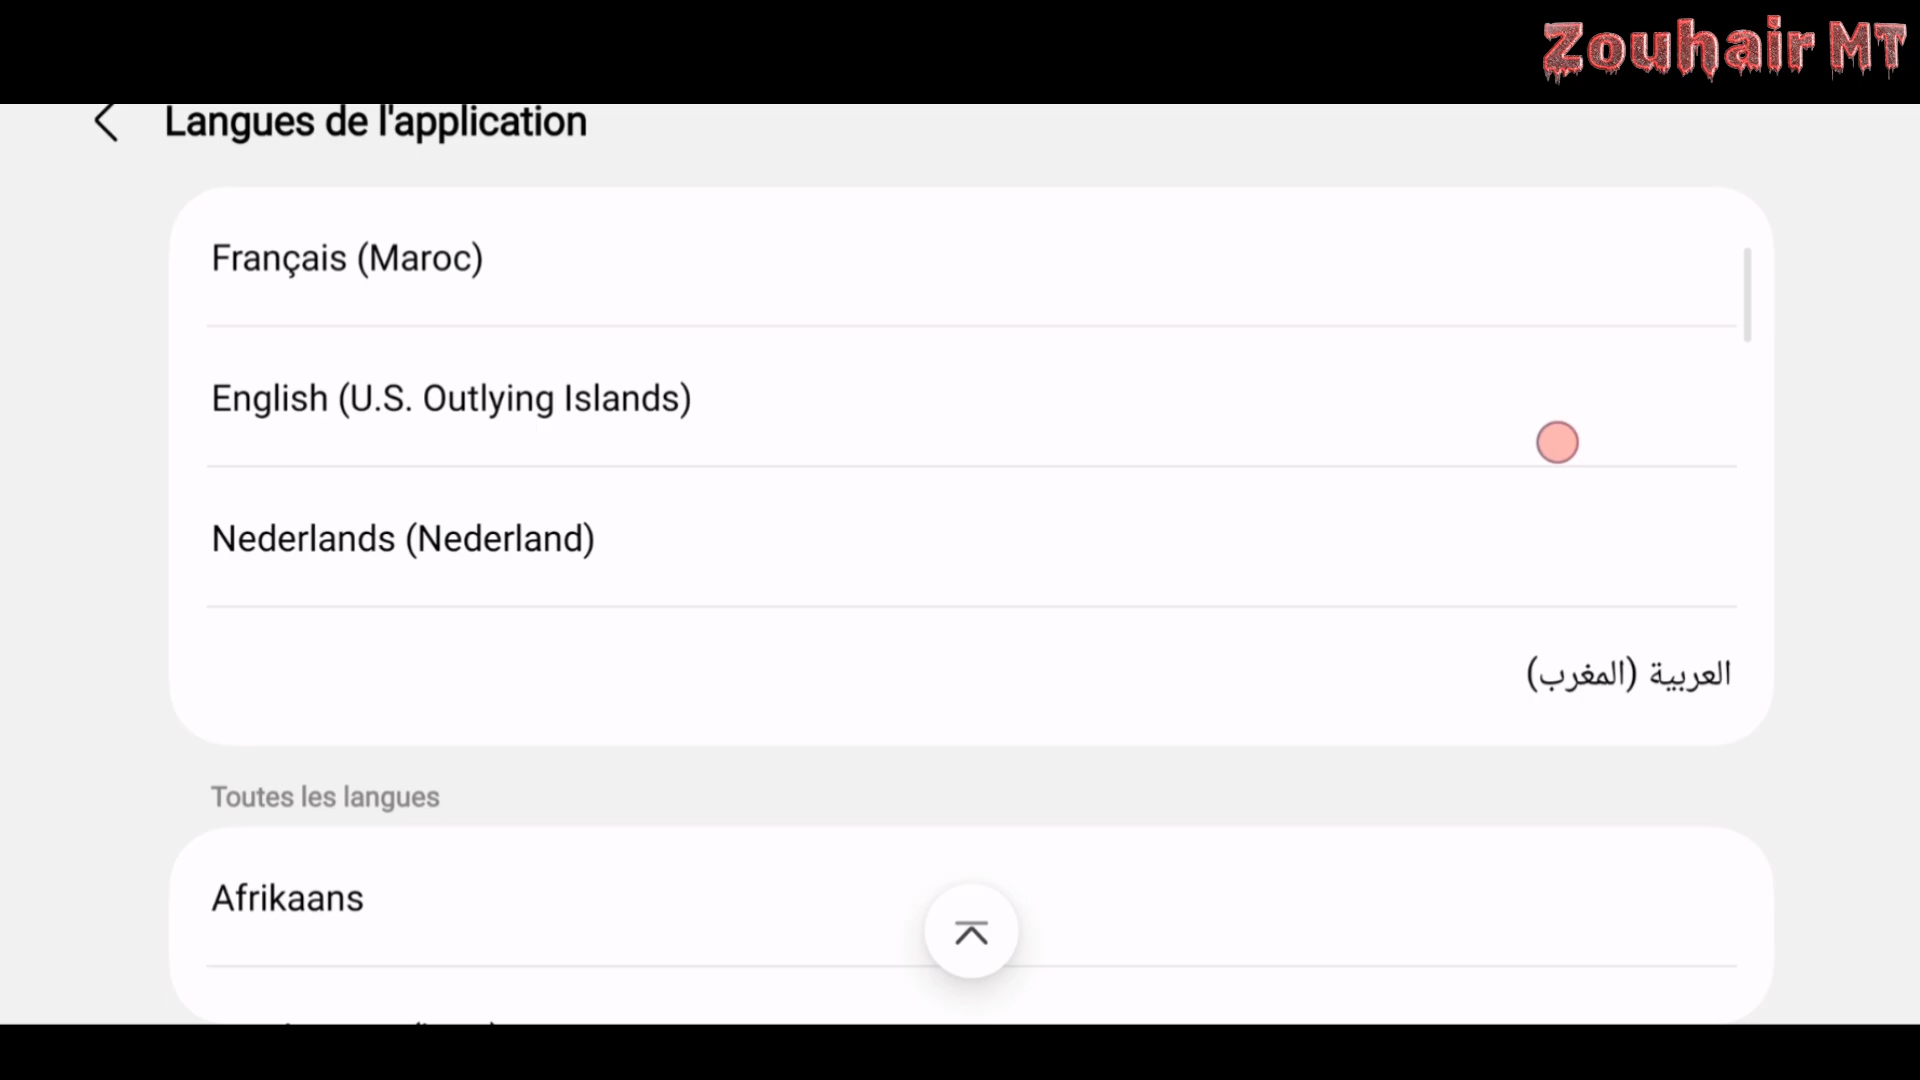 Zouhair MT
Langues de l'application
Français (Maroc)
English (U.S. Outlying Islands)
Nederlands (Nederland)
العربية (المغرب)
Toutes les langues
Afrikaans